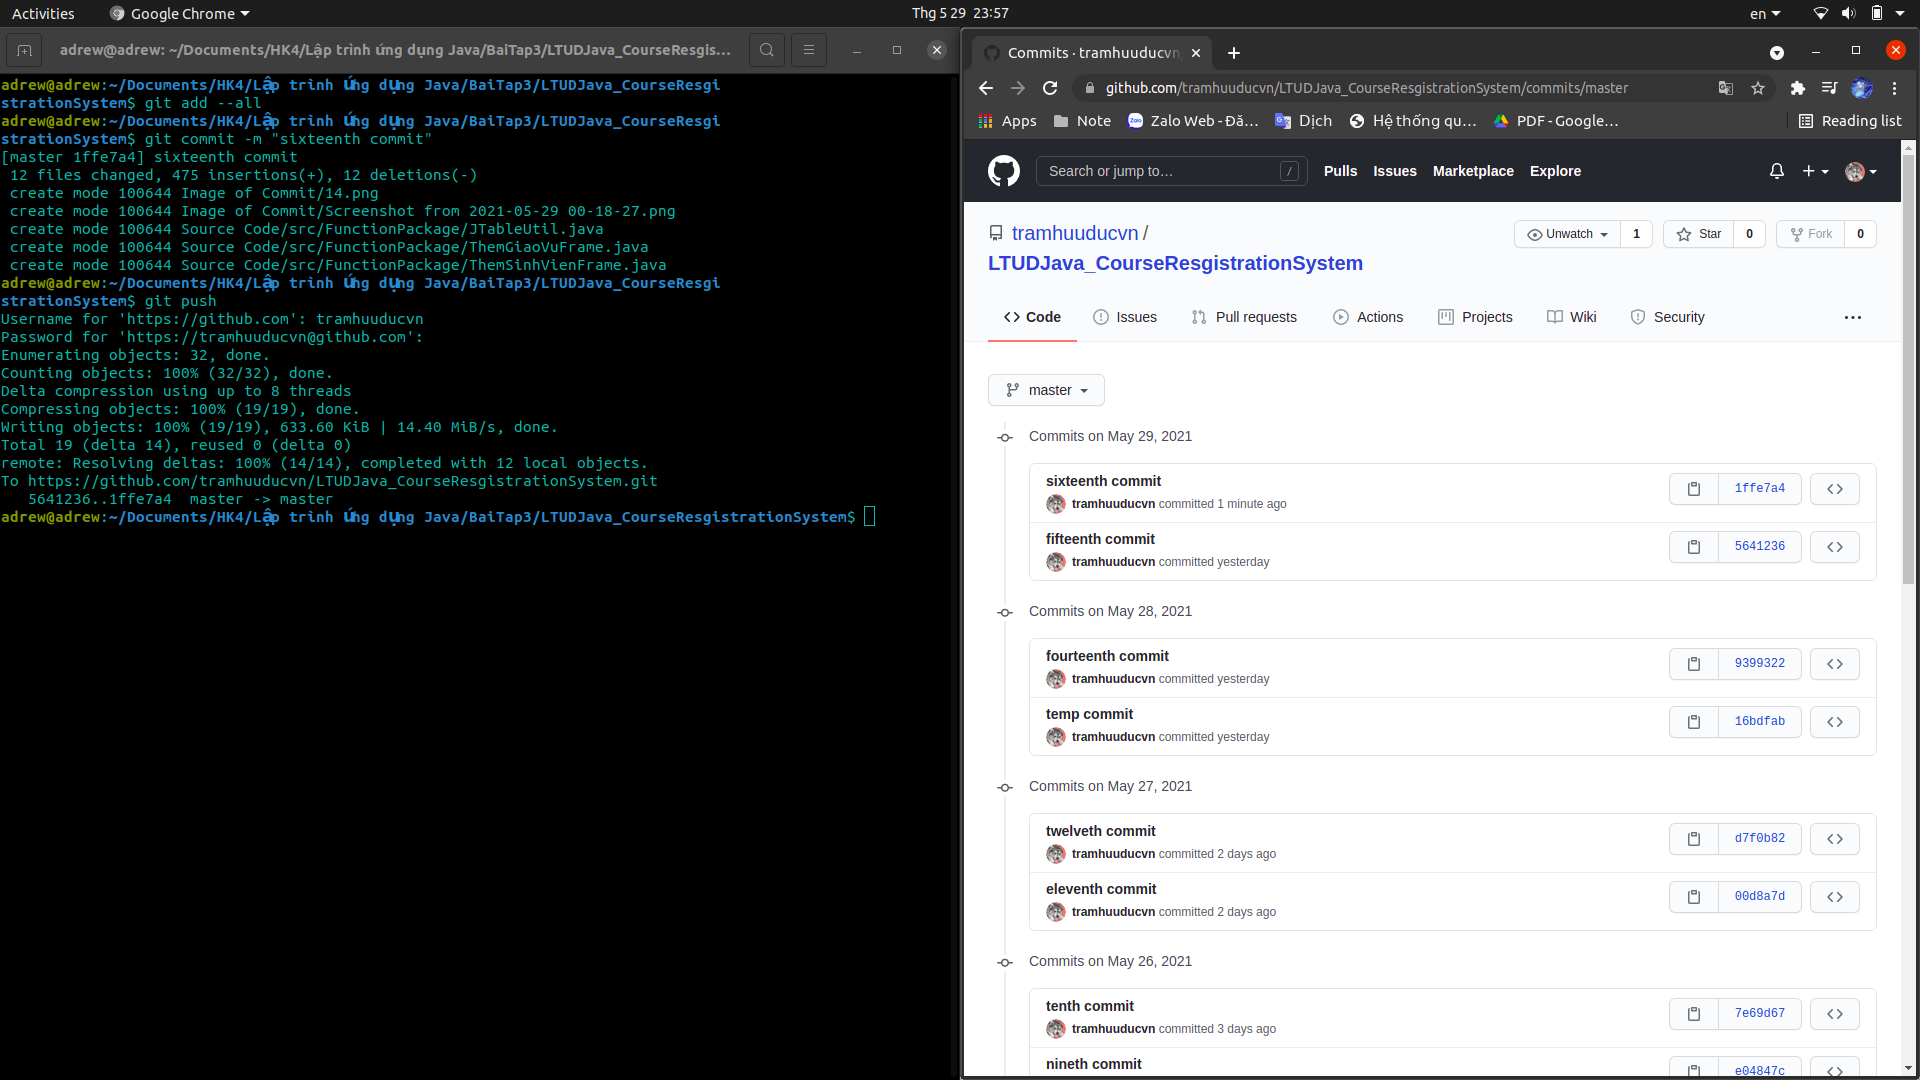 Activities
Google Chrome
Thg 5 29 23:57
en
adrew@adrew: ~/Documents/HK4/Lập trình ứng dụng Java/BaiTap3/LTUDJava_CourseResgis...
adrew@adrew:~/Documents/HK4/Lập trình ứng dụng Java/BaiTap3/LTUDJava_CourseResgi
strationSystem$ git add --all
adrew@adrew:~/Documents/HK4/Lập trình ứng dụng Java/BaiTap3/LTUDJava_CourseResgi
strationSystem$ git commit -m "sixteenth commit"
[master 1ffe7a4] sixteenth commit
12 files changed, 475 insertions(+), 12 deletions(-)
create mode 100644 Image of Commit/14.png
create mode 100644 Image of Commit/Screenshot from 2021-05-29 00-18-27.png
create mode 100644 Source Code/src/FunctionPackage/JTableUtil.java
create mode 100644 Source Code/src/FunctionPackage/ThemGiaoVuFrame.java
create mode 100644 Source Code/src/FunctionPackage/ThemSinhVienFrame.java
adrew@adrew:~/Documents/HK4/Lập trình ứng dụng Java/BaiTap3/LTUDJava_CourseResgi
strationSystem$ git push
Username for 'https://github.com': tramhuuducvn
Password for 'https://tramhuuducvn@github.com':
Enumerating objects: 32, done.
Counting objects: 100% (32/32), done.
Delta compression using up to 8 threads
Compressing objects: 100% (19/19), done.
Writing objects: 100% (19/19), 633.60 KiB | 14.40 MiB/s, done.
Total 19 (delta 14), reused 0 (delta 0)
remote: Resolving deltas: 100% (14/14), completed with 12 local objects.
To https://github.com/tramhuuducvn/LTUDJava_CourseResgistrationSystem.git
5641236..1ffe7a4 master -> master
adrew@adrew:~/Documents/HK4/Lập trình ứng dụng Java/BaiTap3/LTUDJava_CourseResgistrationSystem$
Commits · tramhuuducvn
github.com/tramhuuducvn/LTUDJava_CourseResgistrationSystem/commits/master
Apps
Note
Zalo Web - Đă...
Dịch
Hệ thống qu...
PDF - Google...
Reading list
Search or jump to...
/
Pulls
Issues
Marketplace
Explore
tramhuuducvn /
LTUDJava_CourseResgistrationSystem
Unwatch
1
Star
0
Fork
0
Code
Issues
Pull requests
Actions
Projects
Wiki
Security
master
Commits on May 29, 2021
sixteenth commit
1ffe7a4
tramhuuducvn committed 1 minute ago
fifteenth commit
5641236
tramhuuducvn committed yesterday
Commits on May 28, 2021
fourteenth commit
9399322
tramhuuducvn committed yesterday
temp commit
16bdfab
tramhuuducvn committed yesterday
Commits on May 27, 2021
twelveth commit
d7f0b82
tramhuuducvn committed 2 days ago
eleventh commit
00d8a7d
tramhuuducvn committed 2 days ago
Commits on May 26, 2021
tenth commit
7e69d67
tramhuuducvn committed 3 days ago
nineth commit
e04847c